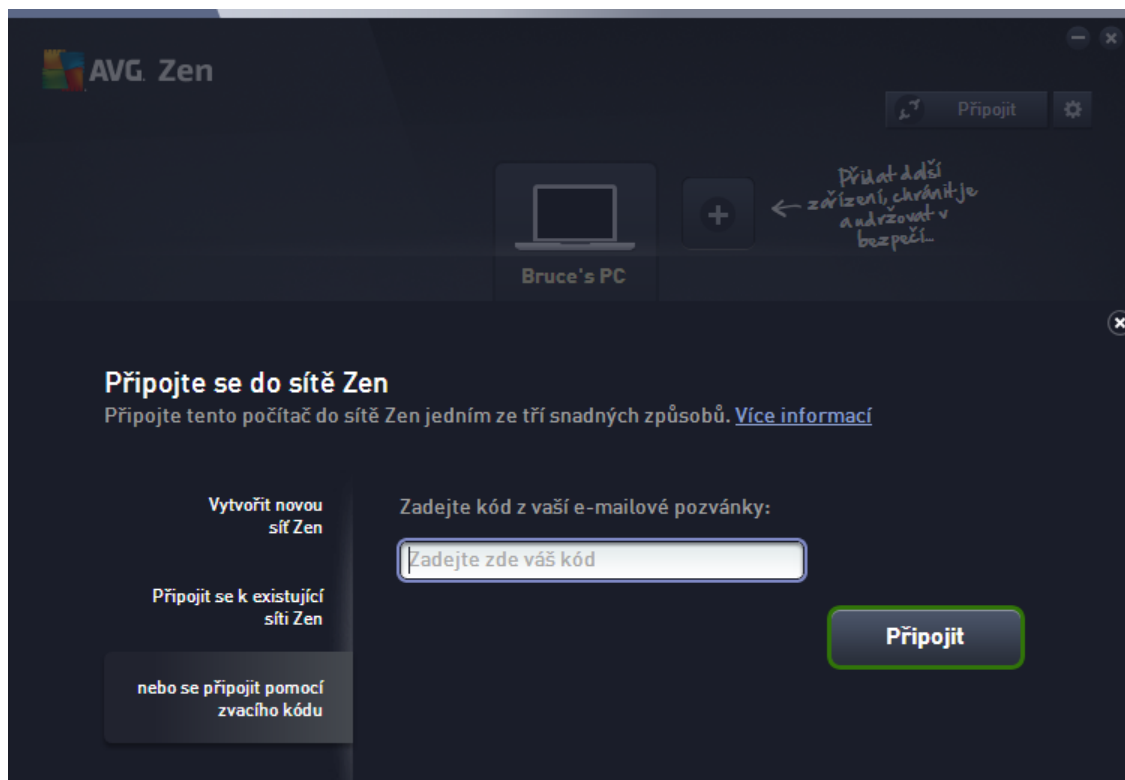 AVG. Zen
Připojit
Přidat další
zařízení, chránit je
a udržovat v
bezpečí...
Bruce's PC
Připojte se do sítě Zen
Připojte tento počítač do sítě Zen jedním ze tří snadných způsobů. Více informací
Vytvořit novou
síť Zen
Připojit se k existující
síti Zen
nebo se připojit pomocí
zvacího kódu
Zadejte kód z vaší e-mailové pozvánky:
Zadejte zde váš kód
Připojit